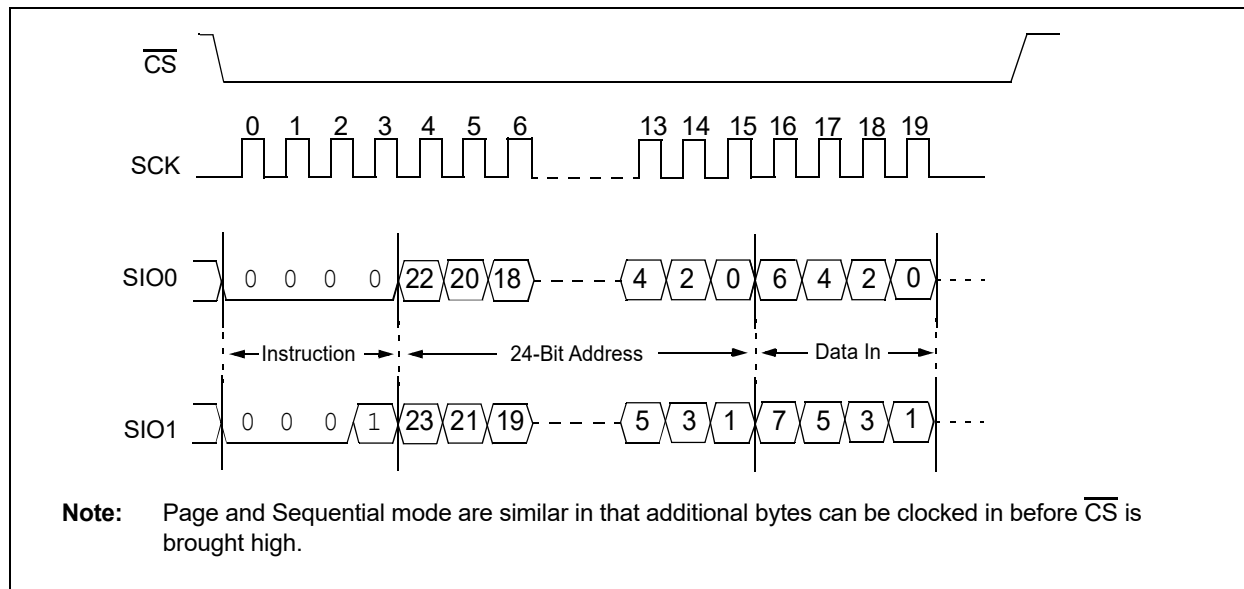 CS
0 1 2 3 4 5 6 13 14 15 16 17 18 19
SCK
SIO0 0 0 0 0 22 20 18 4 2 0 6 4 2 0
Instruction 24-Bit Address Data In
SIO1 0 0 0 1 23 21 19 5 3 1 7 5 3 1
Note: Page and Sequential mode are similar in that additional bytes can be clocked in before CS is
brought high.